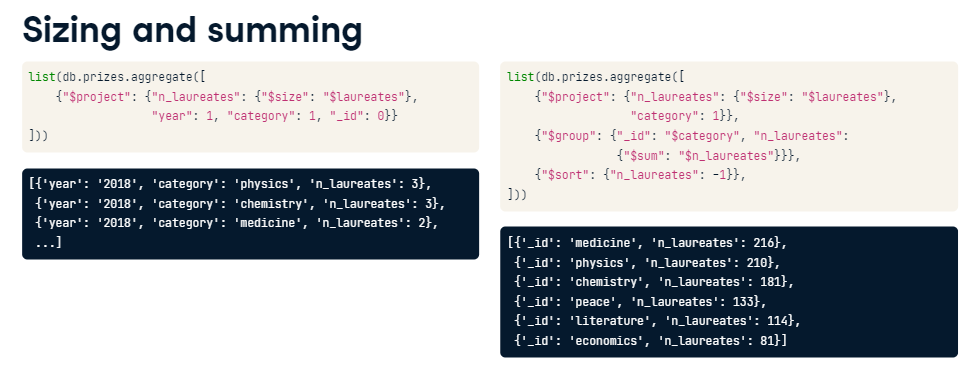 Sizing and summing
list(db.prizes.aggregate([
    {"$project": {"n_laureates": {"$size": "$laureates"},
                  "year": 1, "category": 1, "_id": 0}}
]))
[{'year': '2018', 'category': 'physics', 'n_laureates': 3},
 {'year': '2018', 'category': 'chemistry', 'n_laureates': 3},
 {'year': '2018', 'category': 'medicine', 'n_laureates': 2},
 ...]
list(db.prizes.aggregate([
    {"$project": {"n_laureates": {"$size": "$laureates"},
                  "category": 1}},
    {"$group": {"_id": "$category", "n_laureates":
                {"$sum": "$n_laureates"}}},
    {"$sort": {"n_laureates": -1}},
]))
[{'_id': 'medicine', 'n_laureates': 216},
 {'_id': 'physics', 'n_laureates': 210},
 {'_id': 'chemistry', 'n_laureates': 181},
 {'_id': 'peace', 'n_laureates': 133},
 {'_id': 'literature', 'n_laureates': 114},
 {'_id': 'economics', 'n_laureates': 81}]